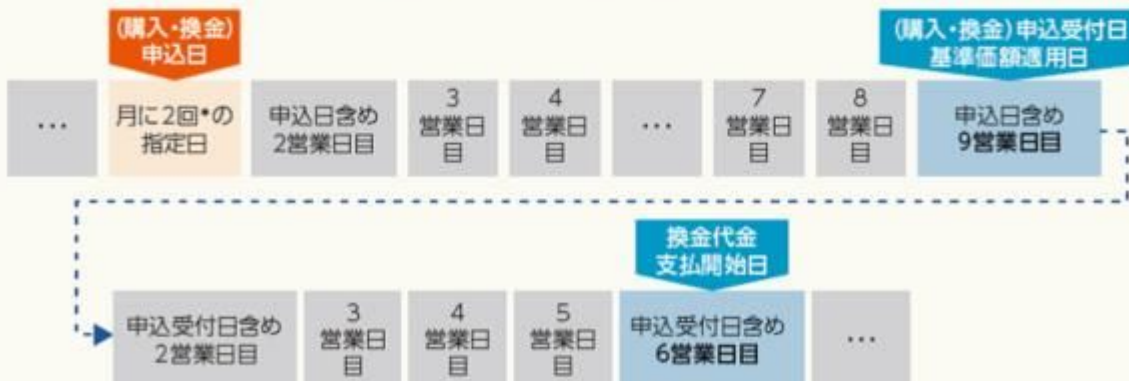 (購入・換金)
申込日
(購入・換金)申込受付日
基準価額適用日
…
月に2回*の
指定日
申込日含め
2営業日目
3
営業日
目
4
営業日
目
…
7
営業日
目
8
営業日
目
申込日含め
9営業日目
換金代金
支払開始日
申込受付日含め
2営業日目
3
営業日
目
4
営業日
目
5
営業日
目
申込受付日含め
6営業日目
…